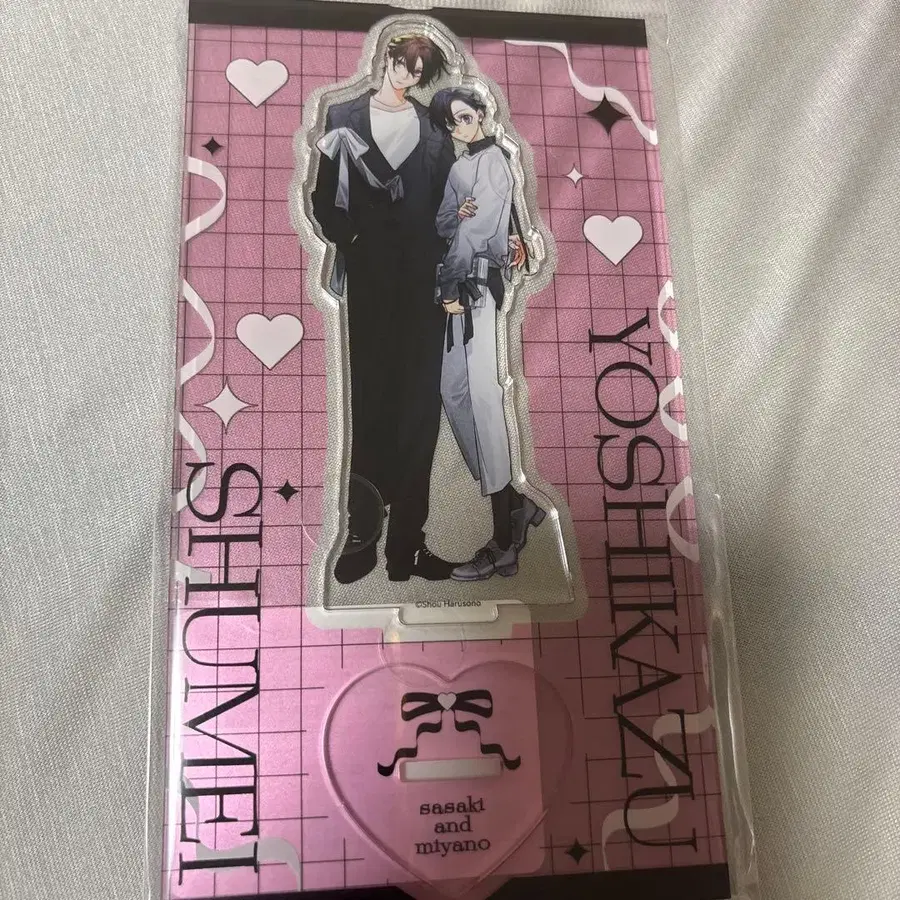 ©Shou Harusono
YOSHIKAZU
SHUMEI
sasaki
and
miyano